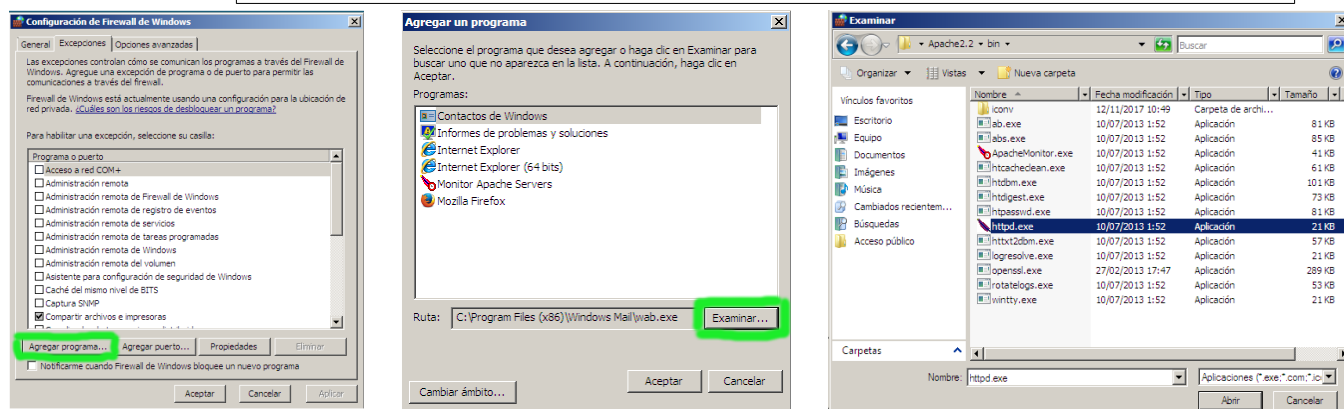 Configuración de Firewall de Windows
General Excepciones Opciones avanzadas
Las excepciones controlan cómo se comunican los programas a través del Firewall de
Windows. Agregue una excepción de programa o de puerto para permitir las
comunicaciones a través del firewall.
Firewall de Windows está actualmente usando una configuración para la ubicación de
red privada. ¿Cuáles son los riesgos de desbloquear un programa?
Para habilitar una excepción, seleccione su casilla:
Programa o puerto
Acceso a red COM+
Administración remota
Administración remota de Firewall de Windows
Administración remota de registro de eventos
Administración remota de servicios
Administración remota de tareas programadas
Administración remota de Windows
Administración remota del volumen
Asistente para configuración de seguridad de Windows
Caché del mismo nivel de BITS
Captura SNMP
Compartir archivos e impresoras
Agregar programa... Agregar puerto... Propiedades Eliminar
Notificarme cuando Firewall de Windows bloquee un nuevo programa
Aceptar Cancelar Aplicar
Agregar un programa
Seleccione el programa que desea agregar o haga clic en Examinar para
buscar uno que no aparezca en la lista. A continuación, haga clic en
Aceptar.
Programas:
Contactos de Windows
Informes de problemas y soluciones
Internet Explorer
Internet Explorer (64 bits)
Monitor Apache Servers
Mozilla Firefox
Ruta: C:\Program Files (x86)\Windows Mail\wab.exe Examinar...
Cambiar ámbito... Aceptar Cancelar
Examinar
Apache2.2 bin Buscar
Organizar Vistas Nueva carpeta
Vínculos favoritos
Escritorio
Equipo
Documentos
Imágenes
Música
Cambiados recientem...
Búsquedas
Acceso público
Carpetas
Nombre Fecha modificación Tipo Tamaño
iconv 12/11/2017 10:49 Carpeta de archi...
ab.exe 10/07/2013 1:52 Aplicación 81 KB
abs.exe 10/07/2013 1:52 Aplicación 85 KB
ApacheMonitor.exe 10/07/2013 1:52 Aplicación 41 KB
htcacheclean.exe 10/07/2013 1:52 Aplicación 61 KB
htdbm.exe 10/07/2013 1:52 Aplicación 101 KB
htdigest.exe 10/07/2013 1:52 Aplicación 73 KB
htpasswd.exe 10/07/2013 1:52 Aplicación 81 KB
httpd.exe 10/07/2013 1:52 Aplicación 21 KB
httxt2dbm.exe 10/07/2013 1:52 Aplicación 57 KB
logresolve.exe 10/07/2013 1:52 Aplicación 21 KB
openssl.exe 27/02/2013 17:47 Aplicación 289 KB
rotatelogs.exe 10/07/2013 1:52 Aplicación 53 KB
wintty.exe 10/07/2013 1:52 Aplicación 21 KB
Nombre: httpd.exe Aplicaciones (*.exe;*.com;*.ic
Abrir Cancelar